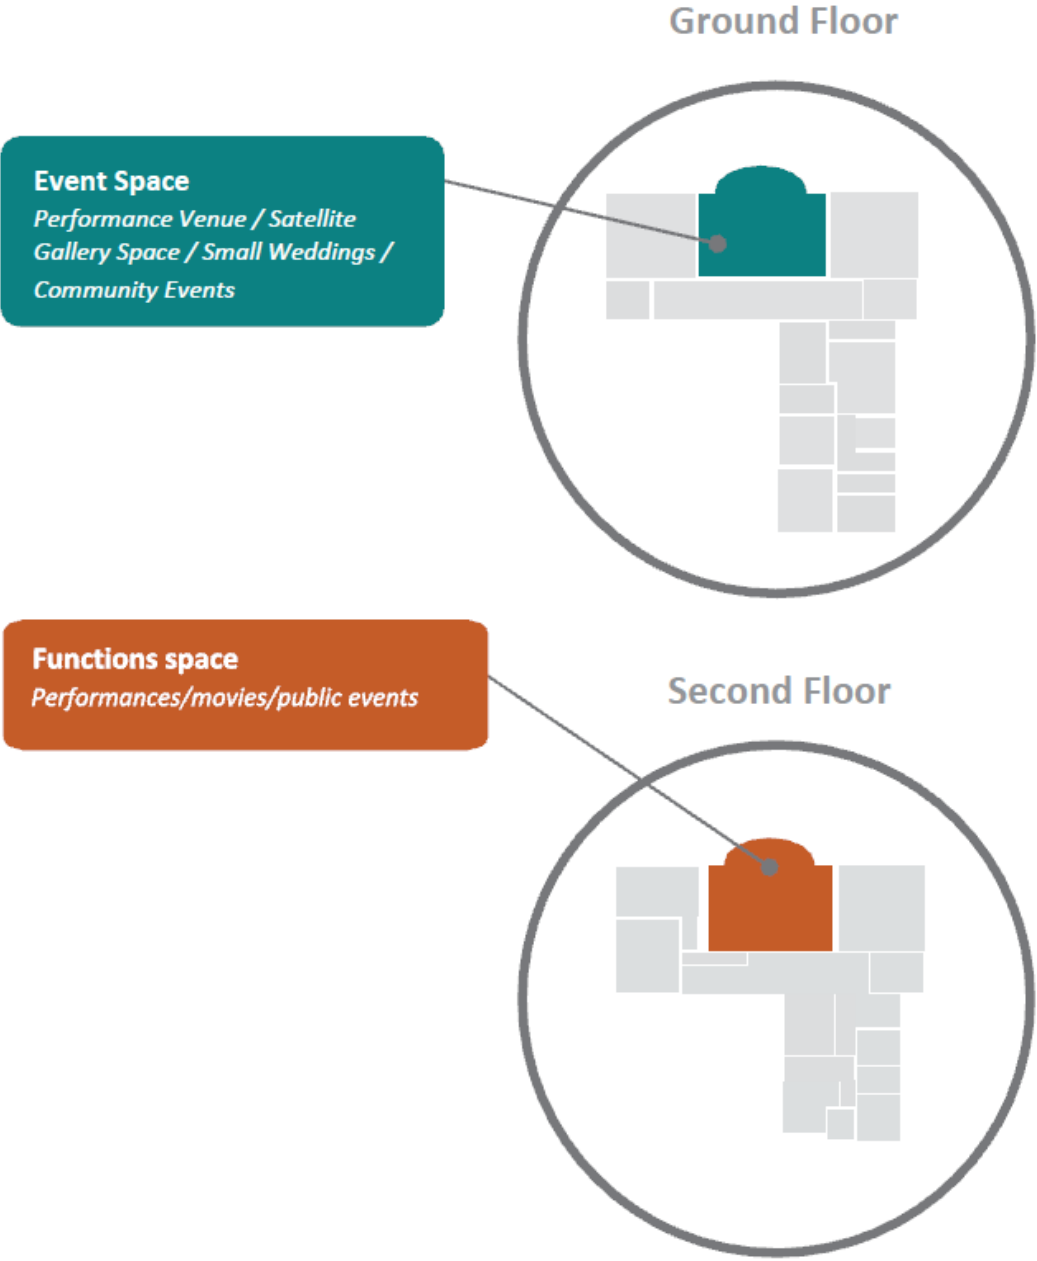 Ground Floor
Event Space
Performance Venue / Satellite
Gallery Space / Small Weddings /
Community Events
Functions space
Performances/movies/public events
Second Floor